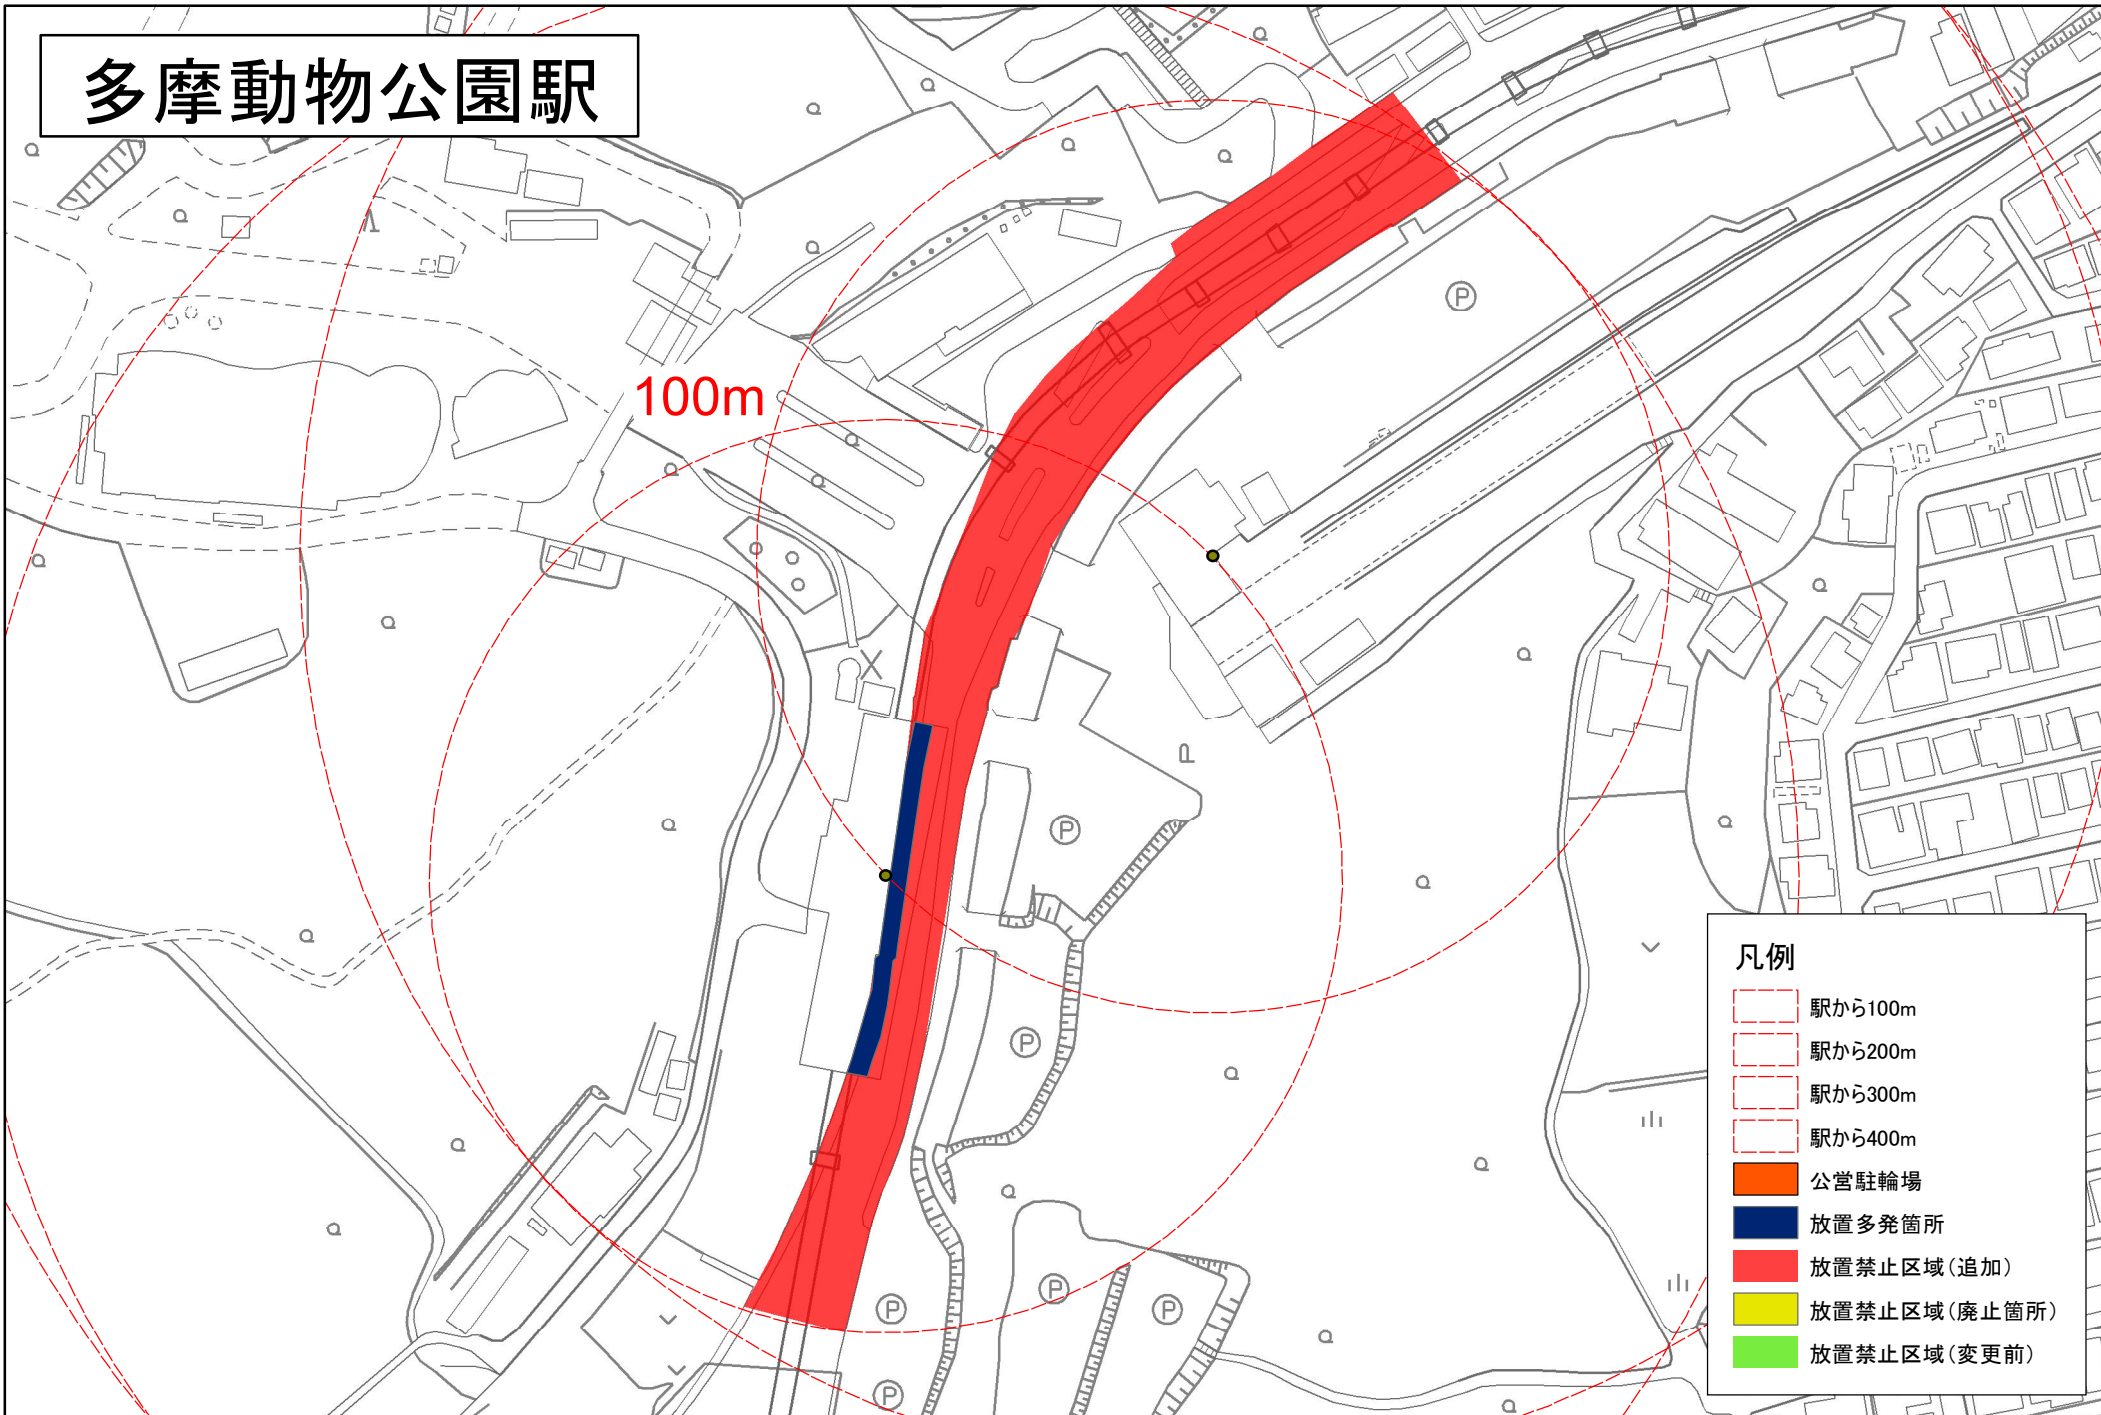 多摩動物公園駅
100m
P
P
P
P
P
P
P
凡例
駅から100m
駅から200m
駅から300m
駅から400m
公営駐輪場
放置多発箇所
放置禁止区域(追加)
放置禁止区域(廃止箇所)
放置禁止区域(変更前)